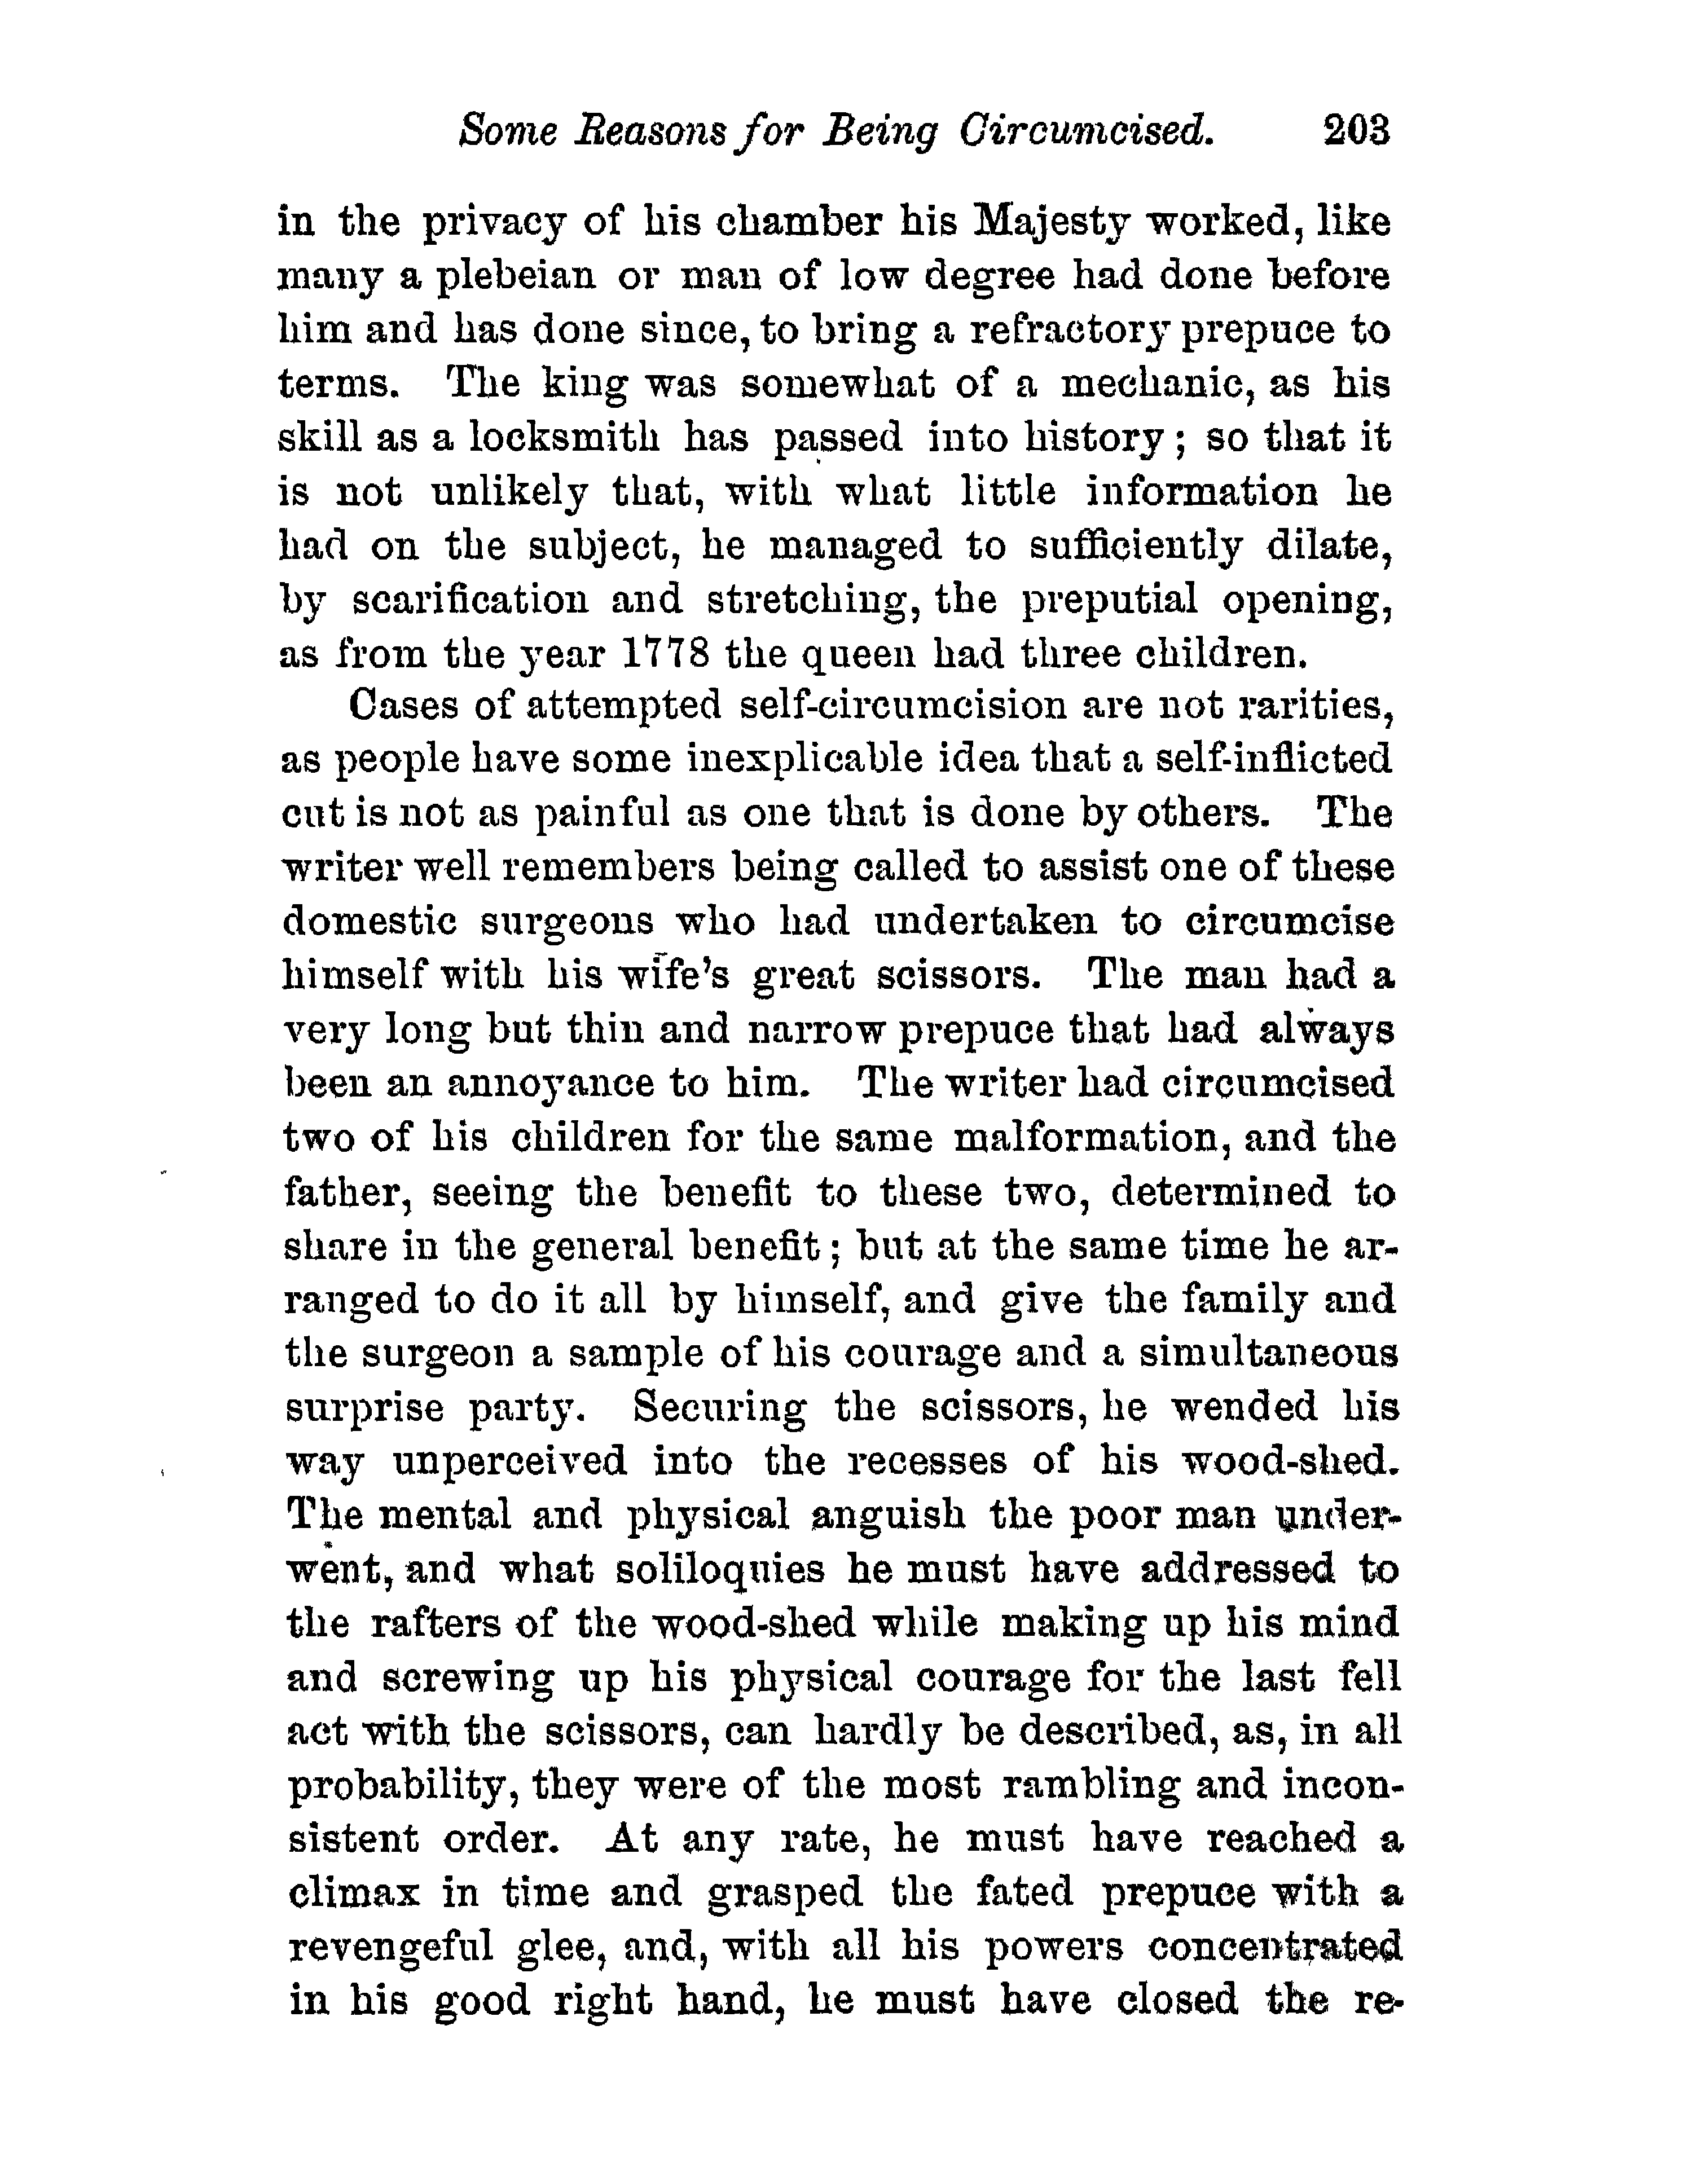 Some Reasons for Being Circumcised. 203
in the privacy of his chamber his Majesty worked, like
many a plebeian or man of low degree had done before
him and has done since, to bring a refractory prepuce to
terms. The king was somewhat of a mechanic, as his
skill as a locksmith has passed into history; so that it
is not unlikely that, with what little information he
had on the subject, he managed to sufficiently dilate,
by scarification and stretching, the preputial opening,
as from the year 1778 the queen had three children.
Cases of attempted self-circumcision are not rarities,
as people have some inexplicable idea that a self-inflicted
cut is not as painful as one that is done by others. The
writer well remembers being called to assist one of these
domestic surgeons who had undertaken to circumcise
himself with his wife's great scissors. The man had a
very long but thin and narrow prepuce that had always
been an annoyance to him. The writer had circumcised
two of his children for the same malformation, and the
father, seeing the benefit to these two, determined to
share in the general benefit; but at the same time he ar-
ranged to do it all by himself, and give the family and
the surgeon a sample of his courage and a simultaneous
surprise party. Securing the scissors, he wended his
way unperceived into the recesses of his wood-shed.
The mental and physical anguish the poor man under-
went, and what soliloquies he must have addressed to
the rafters of the wood-shed while making up his mind
and screwing up his physical courage for the last fell
act with the scissors, can hardly be described, as, in all
probability, they were of the most rambling and incon-
sistent order. At any rate, he must have reached a
climax in time and grasped the fated prepuce with a
revengeful glee, and, with all his powers concentrated
in his good right hand, he must have closed the re-